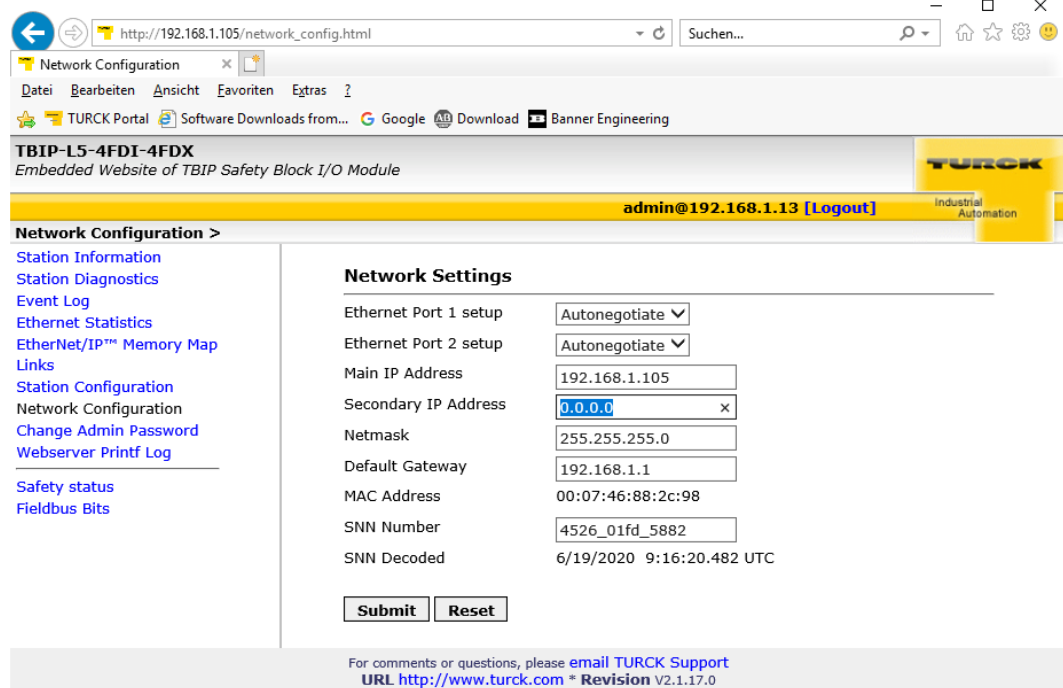 http://192.168.1.105/network_config.html
Suchen...
Network Configuration
Datei Bearbeiten Ansicht Favoriten Extras ?
TURCK Portal Software Downloads from... G Google AB Download Banner Engineering
TBIP-L5-4FDI-4FDX
Embedded Website of TBIP Safety Block I/O Module
TURCK
Industrial
Automation
admin@192.168.1.13 [Logout]
Network Configuration >
Station Information
Station Diagnostics
Event Log
Ethernet Statistics
EtherNet/IP™ Memory Map
Links
Station Configuration
Network Configuration
Change Admin Password
Webserver Printf Log
Safety status
Fieldbus Bits
Network Settings
Ethernet Port 1 setup Autonegotiate
Ethernet Port 2 setup Autonegotiate
Main IP Address 192.168.1.105
Secondary IP Address 0.0.0.0
Netmask 255.255.255.0
Default Gateway 192.168.1.1
MAC Address 00:07:46:88:2c:98
SNN Number 4526_01fd_5882
SNN Decoded 6/19/2020 9:16:20.482 UTC
Submit Reset
For comments or questions, please email TURCK Support
URL http://www.turck.com * Revision V2.1.17.0